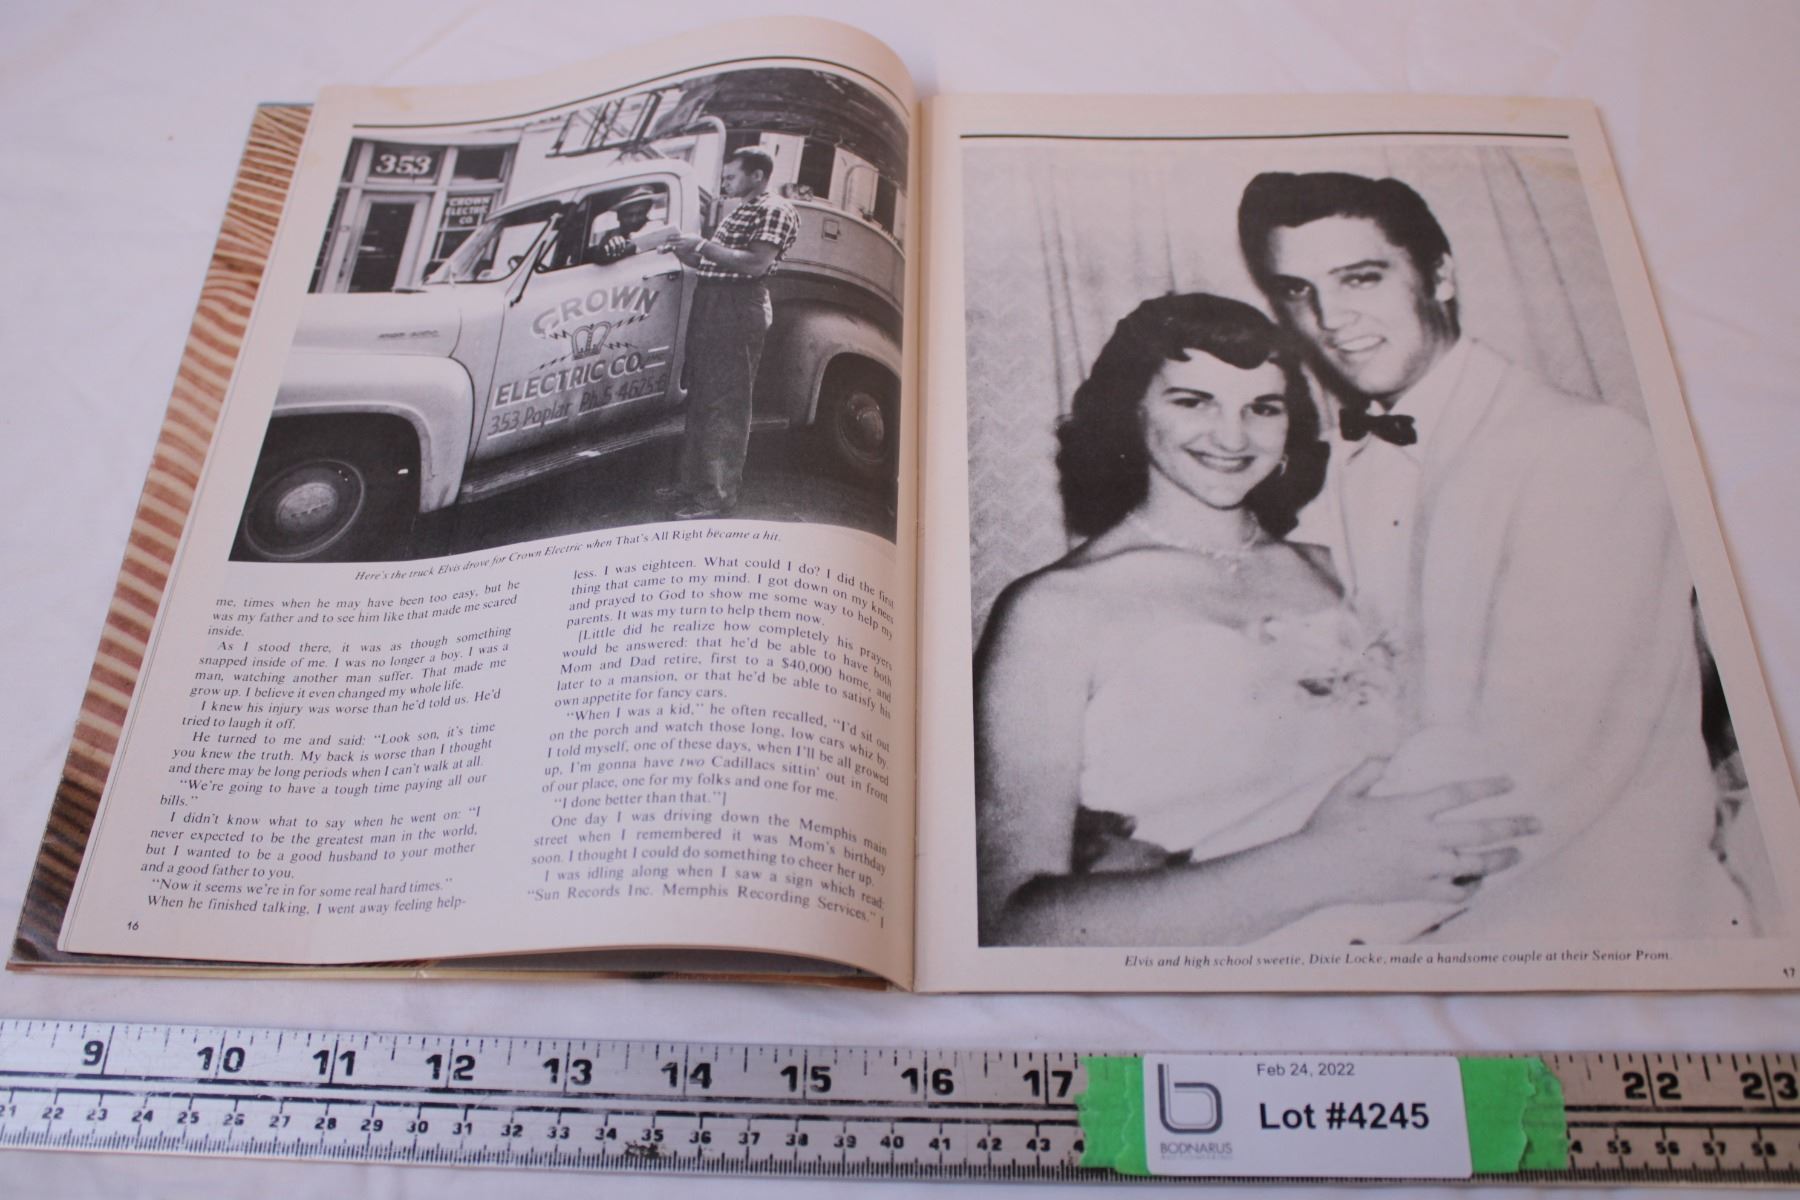 353
CROWN
ELECTRIC
CO.
CROWN
ELECTRIC CO.
353 Poplar Ph. 5-4625
Here's the truck Elvis drove for Crown Electric when That's All Right became a hit.
me, times when he may have been too easy, but he
was my father and to see him like that made me scared
inside.
As I stood there, it was as though something
snapped inside of me. I was no longer a boy. I was a
man, watching another man suffer. That made me
grow up. I believe it even changed my whole life.
I knew his injury was worse than he'd told us. He'd
tried to laugh it off.
He turned to me and said: "Look son, it's time
you knew the truth. My back is worse than I thought
and there may be long periods when I can't walk at all.
"We're going to have a tough time paying all our
bills."
I didn't know what to say when he went on: "I
never expected to be the greatest man in the world,
but I wanted to be a good husband to your mother
and a good father to you.
"Now it seems we're in for some real hard times."
When he finished talking, I went away feeling help-
16
less. I was eighteen. What could I do? I did the first
thing that came to my mind. I got down on my knees
and prayed to God to show me some way to help my
parents. It was my turn to help them now.
[Little did he realize how completely his prayers
would be answered: that he'd be able to have both
Mom and Dad retire, first to a $40,000 home, and
later to a mansion, or that he'd be able to satisfy his
own appetite for fancy cars.
"When I was a kid," he often recalled, "I'd sit out
on the porch and watch those long, low cars whiz by.
I told myself, one of these days, when I'll be all growed
up, I'm gonna have two Cadillacs sittin' out in front
of our place, one for my folks and one for me.
"I done better than that."]
One day I was driving down the Memphis main
street when I remembered it was Mom's birthday
soon. I thought I could do something to cheer her up.
I was idling along when I saw a sign which read:
"Sun Records Inc. Memphis Recording Services." I
Elvis and high school sweetie, Dixie Locke, made a handsome couple at their Senior Prom.
17
9 10 11 12 13 14 15 16 17 22 23
21 22 23 24 25 26 27 28 29 30 31 32 33 34 35 36 37 38 39 40 41 42 43 4 4 55 56 57 58
Feb 24, 2022
Lot #4245
BODNARUS
AUCTIONEERING